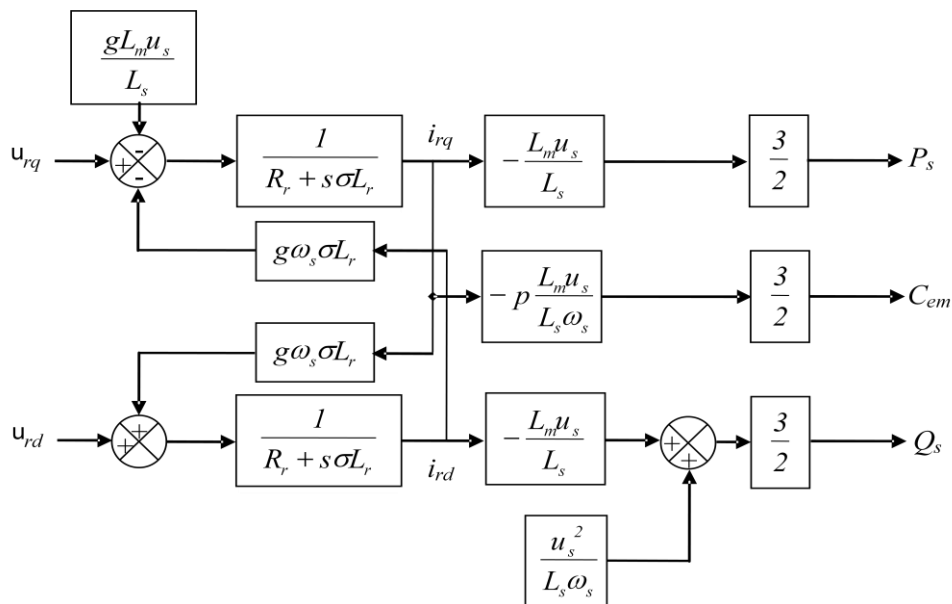 gL_m u_s
L_s
u_rq
+
-
-
1
R_r + sσL_r
i_rq
- L_m u_s
L_s
3
2
P_s
gω_s σL_r
- p L_m u_s
L_s ω_s
3
2
C_em
gω_s σL_r
u_rd
+
+
1
R_r + sσL_r
i_rd
- L_m u_s
L_s
+
+
3
2
Q_s
u_s^2
L_s ω_s